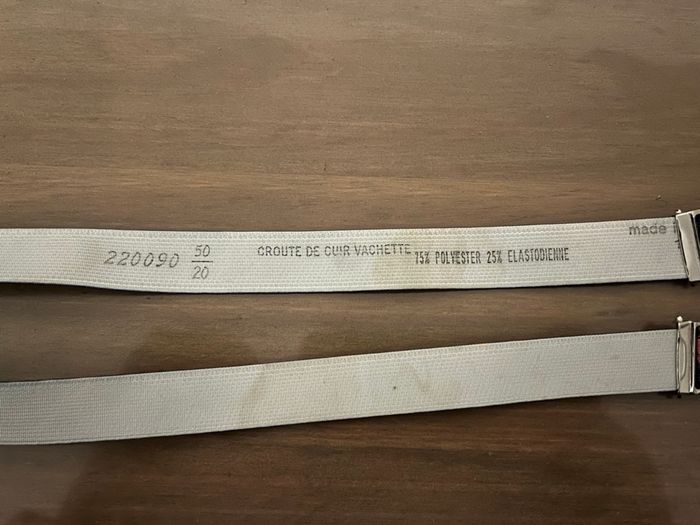 220090 50/20
CROUTE DE CUIR VACHETTE
75% POLYESTER 25% ELASTODIENNE
made